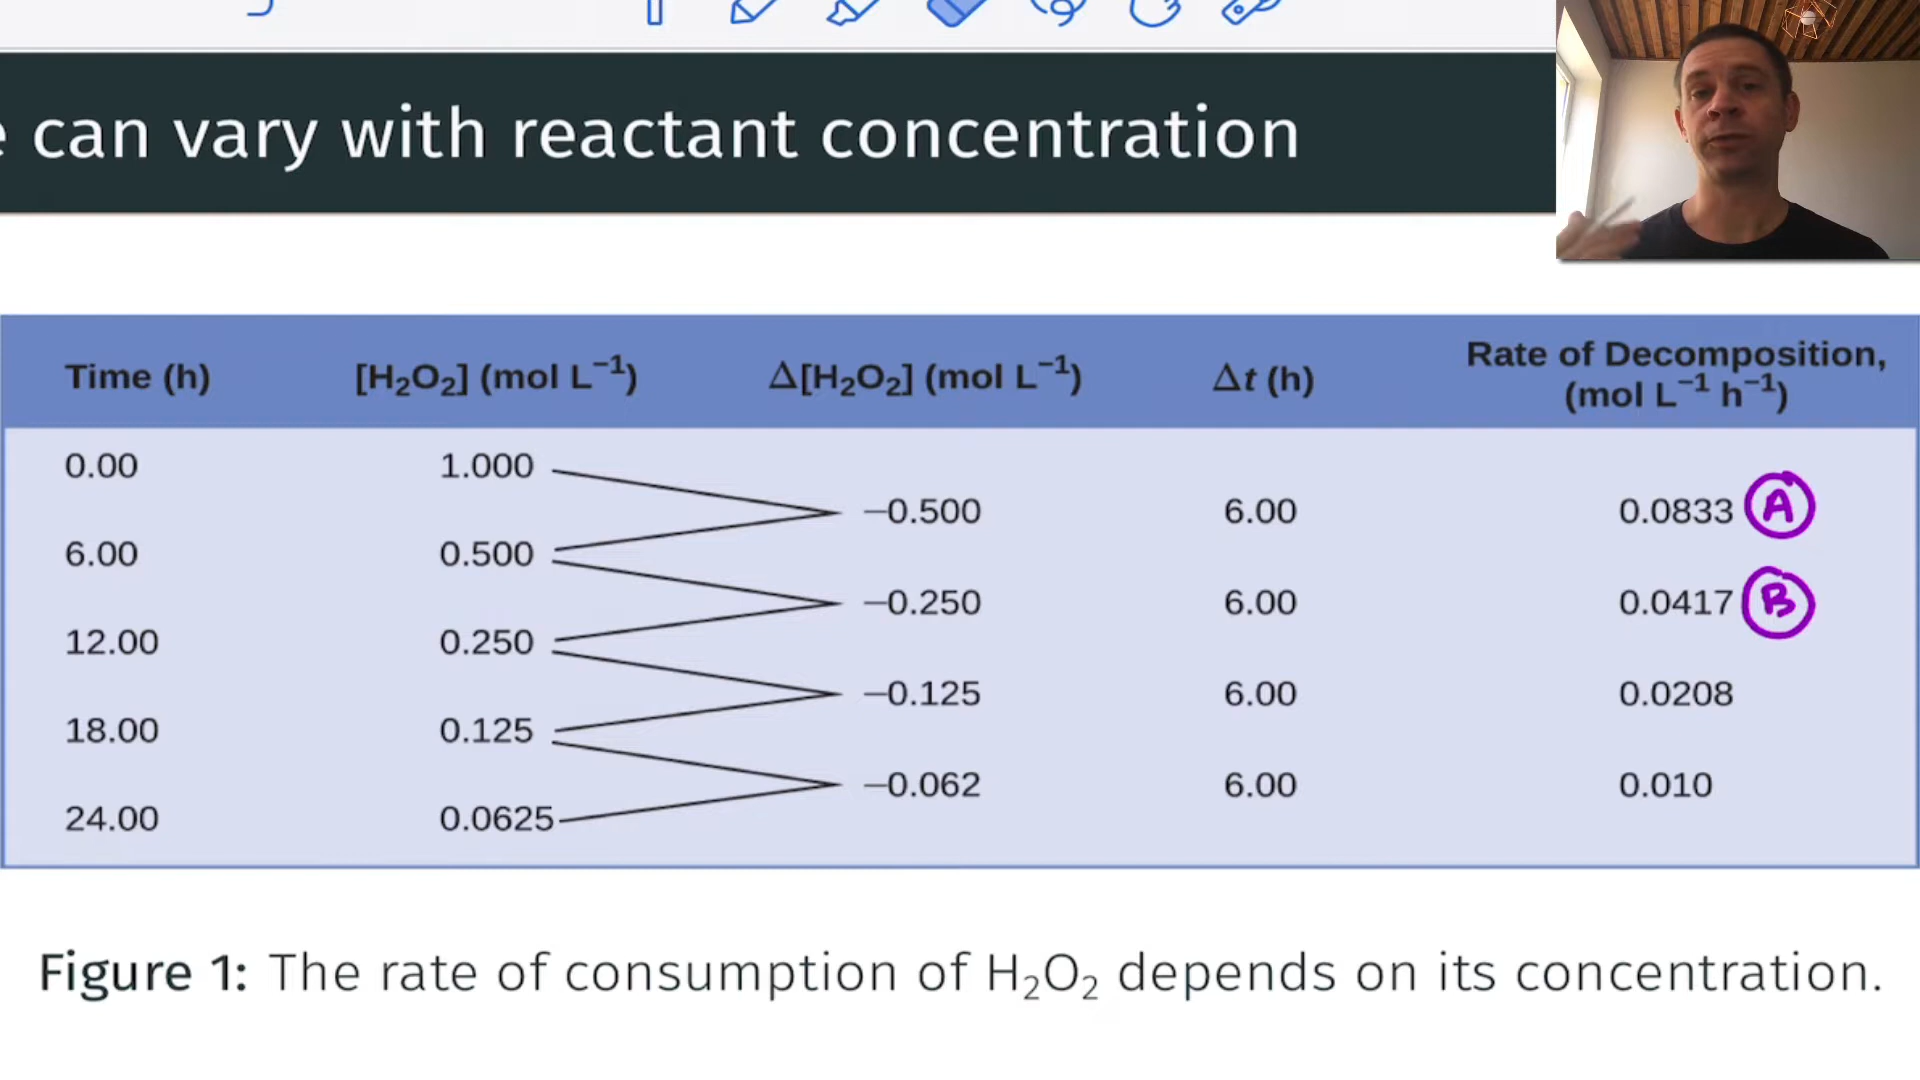 can vary with reactant concentration
Time (h) [H₂O₂] (mol L⁻¹) Δ[H₂O₂] (mol L⁻¹) Δt (h) Rate of Decomposition, (mol L⁻¹ h⁻¹)
0.00 1.000
−0.500 6.00 0.0833 A
6.00 0.500
−0.250 6.00 0.0417 B
12.00 0.250
−0.125 6.00 0.0208
18.00 0.125
−0.062 6.00 0.010
24.00 0.0625
Figure 1: The rate of consumption of H₂O₂ depends on its concentration.